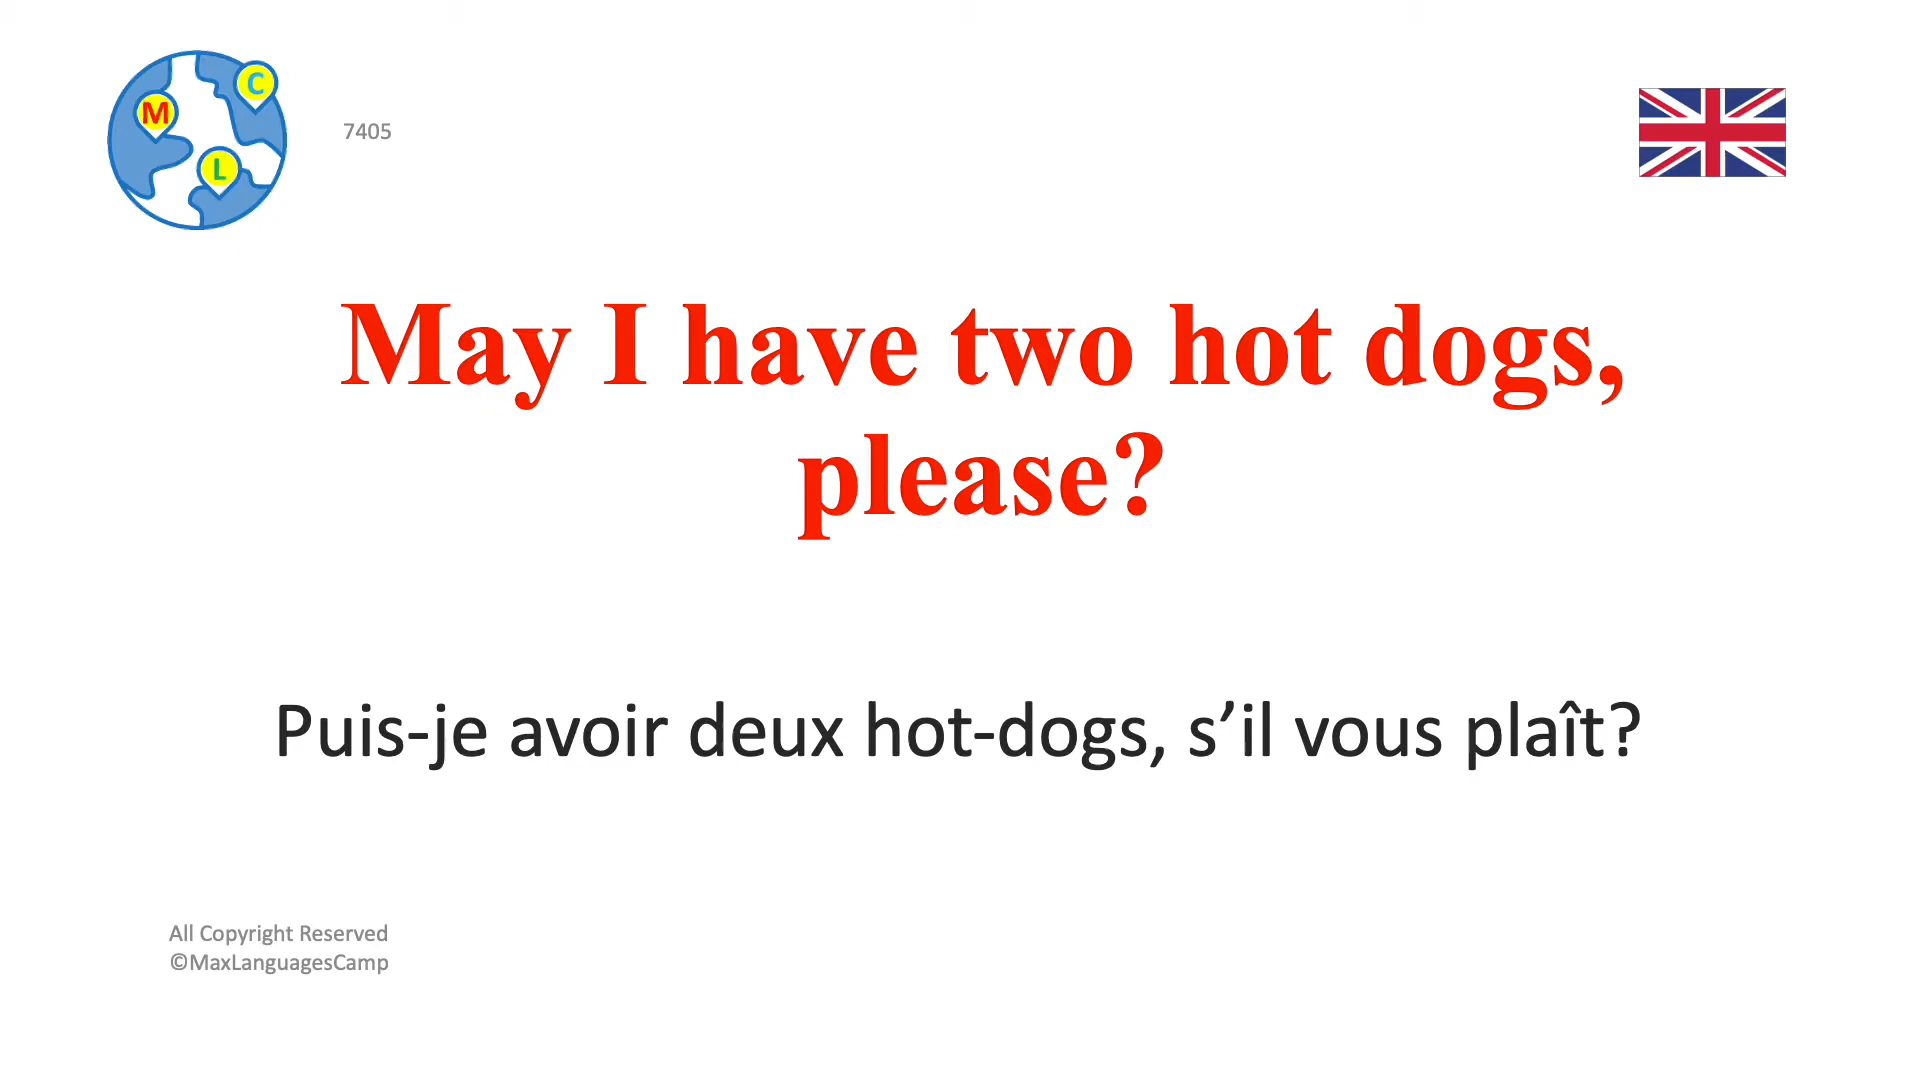 M
C
L
7405
May I have two hot dogs,
please?
Puis-je avoir deux hot-dogs, s’il vous plaît?
All Copyright Reserved
©MaxLanguagesCamp